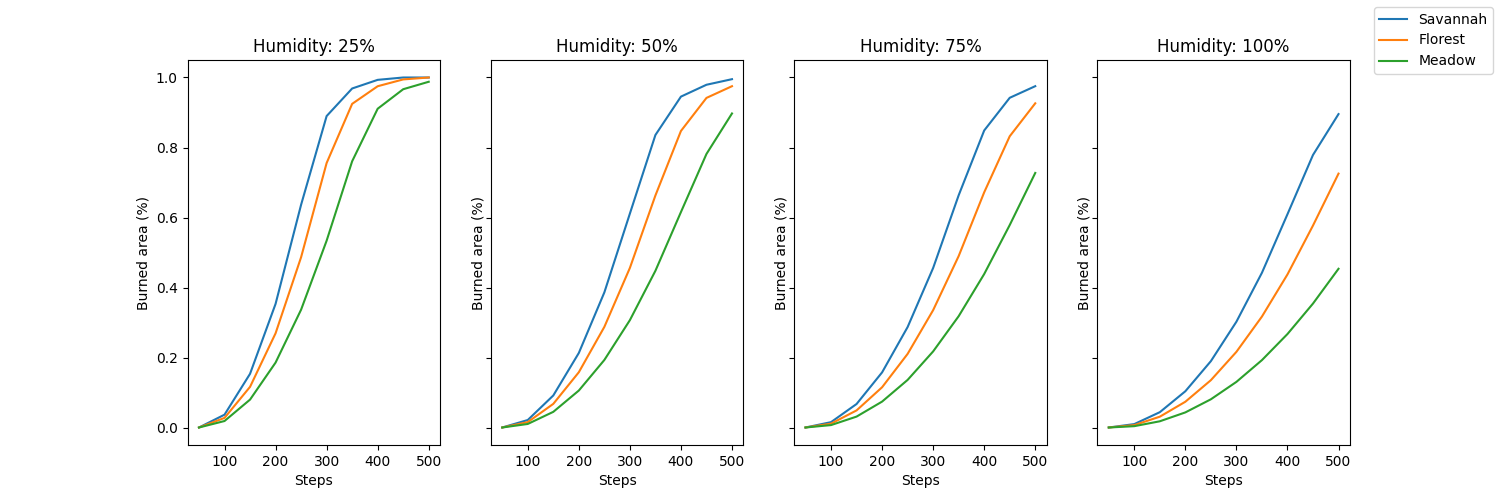 Savannah
Florest
Meadow
Humidity: 25%
Humidity: 50%
Humidity: 75%
Humidity: 100%
1.0
0.8
0.6
0.4
0.2
0.0
Burned area (%)
Burned area (%)
Burned area (%)
Burned area (%)
100 200 300 400 500
100 200 300 400 500
100 200 300 400 500
100 200 300 400 500
Steps
Steps
Steps
Steps